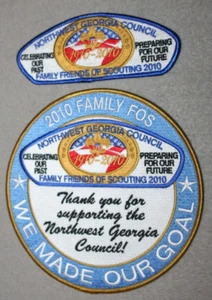 NORTHWEST GEORGIA COUNCIL
CELEBRATING
OUR
PAST
1910-2010
PREPARING
FOR OUR
FUTURE
FAMILY FRIENDS OF SCOUTING 2010
2010 FAMILY FOS
NORTHWEST GEORGIA COUNCIL
CELEBRATING
OUR
PAST
1910-2010
PREPARING
FOR OUR
FUTURE
FAMILY FRIENDS OF SCOUTING 2010
Thank you for
supporting the
Northwest Georgia
Council!
WE MADE OUR GOAL